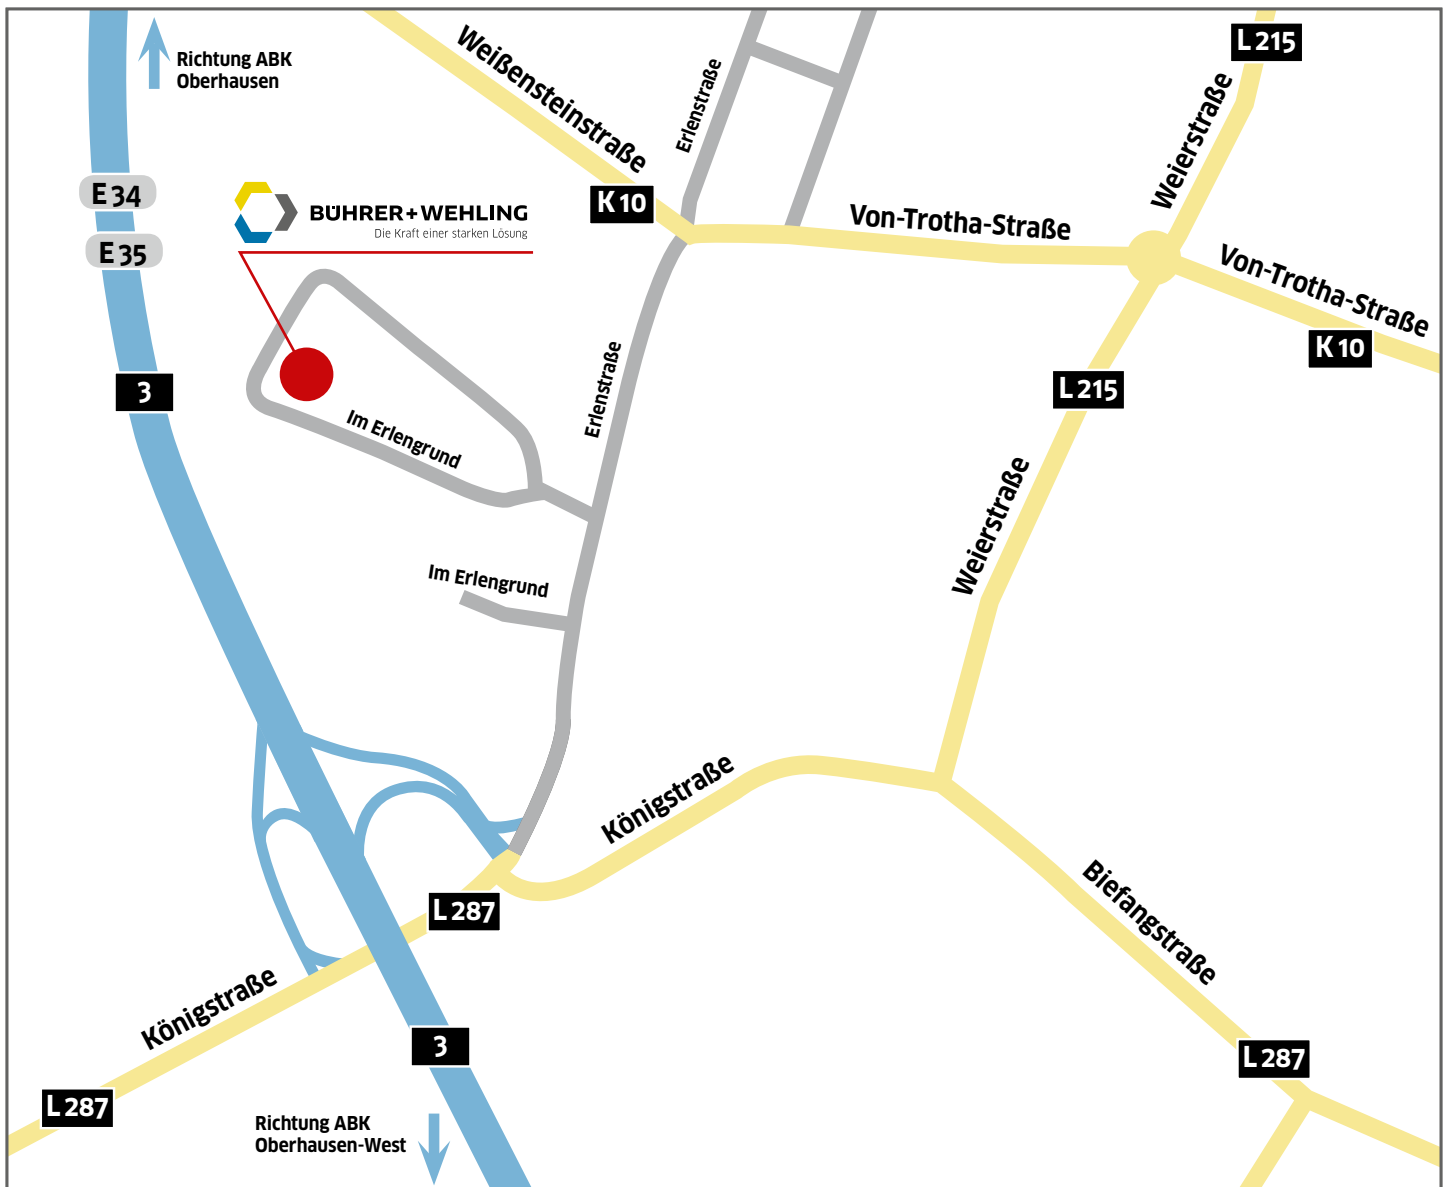 L 215
Weißensteinstraße
Richtung ABK
Oberhausen
Erlenstraße
Weierstraße
E 34
K 10
BÜHRER+WEHLING
Die Kraft einer starken Lösung
Von-Trotha-Straße
E 35
Von-Trotha-Straße
K 10
3
L 215
Erlenstraße
Im Erlengrund
Weierstraße
Im Erlengrund
Königstraße
L 287
Biefangstraße
Königstraße
3
L 287
L 287
Richtung ABK
Oberhausen-West